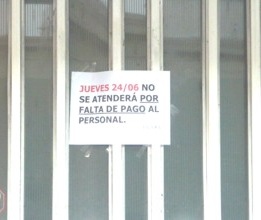 JUEVES 24/06 NO
SE ATENDERÁ POR
FALTA DE PAGO AL
PERSONAL.